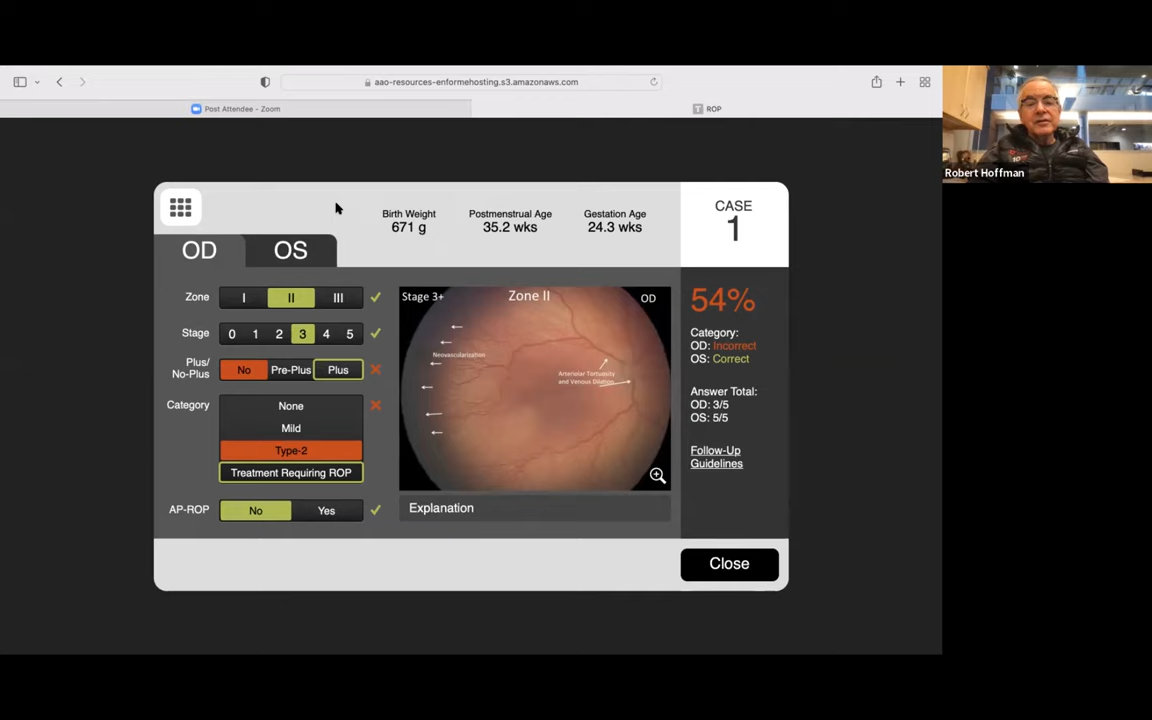 aao-resources-enformehosting.s3.amazonaws.com
Post Attendee - Zoom
ROP
Robert Hoffman
Birth Weight
671 g
Postmenstrual Age
35.2 wks
Gestation Age
24.3 wks
CASE
1
OD
OS
Zone
I
II
III
Stage
0
1
2
3
4
5
Plus/
No-Plus
No
Pre-Plus
Plus
Category
None
Mild
Type-2
Treatment Requiring ROP
AP-ROP
No
Yes
Stage 3+
Zone II
OD
Neovascularization
Arteriolar Tortuosity
and Venous Dilation
Explanation
54%
Category:
OD: Incorrect
OS: Correct
Answer Total:
OD: 3/5
OS: 5/5
Follow-Up
Guidelines
Close